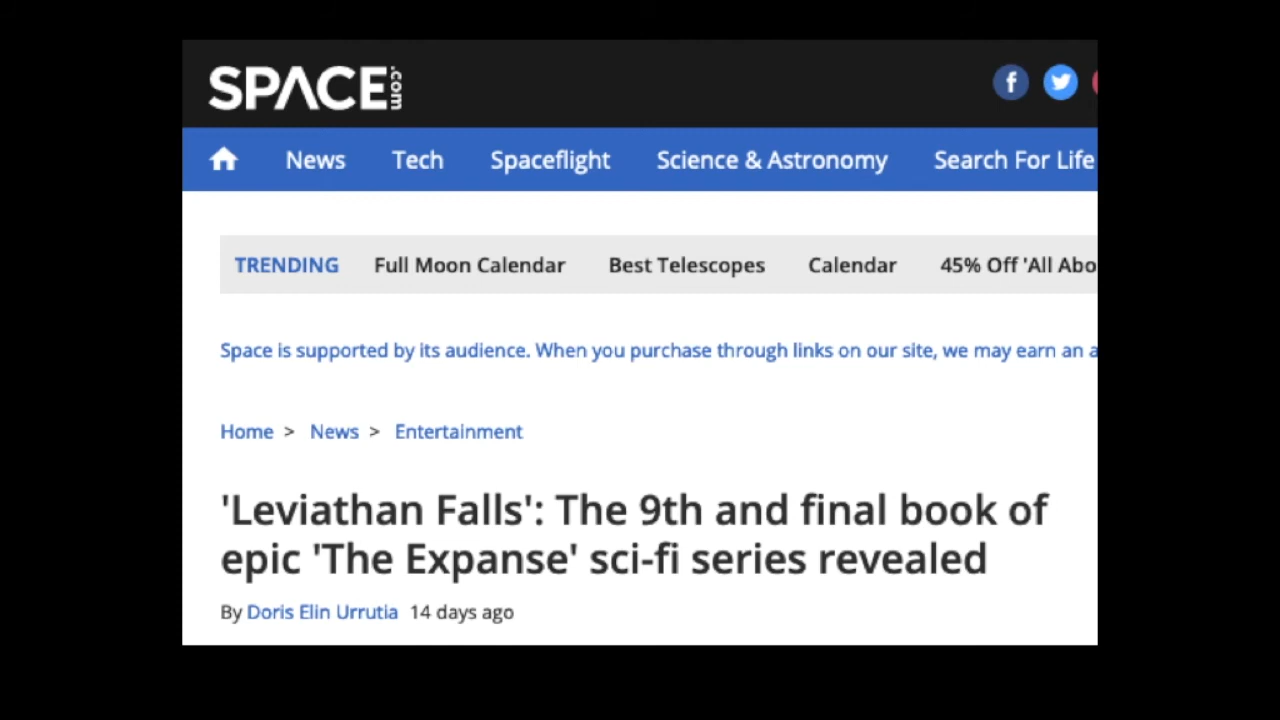 SPACE.com
News Tech Spaceflight Science & Astronomy Search For Life
TRENDING Full Moon Calendar Best Telescopes Calendar 45% Off 'All Abo
Space is supported by its audience. When you purchase through links on our site, we may earn an a
Home > News > Entertainment
'Leviathan Falls': The 9th and final book of
epic 'The Expanse' sci-fi series revealed
By Doris Elin Urrutia 14 days ago